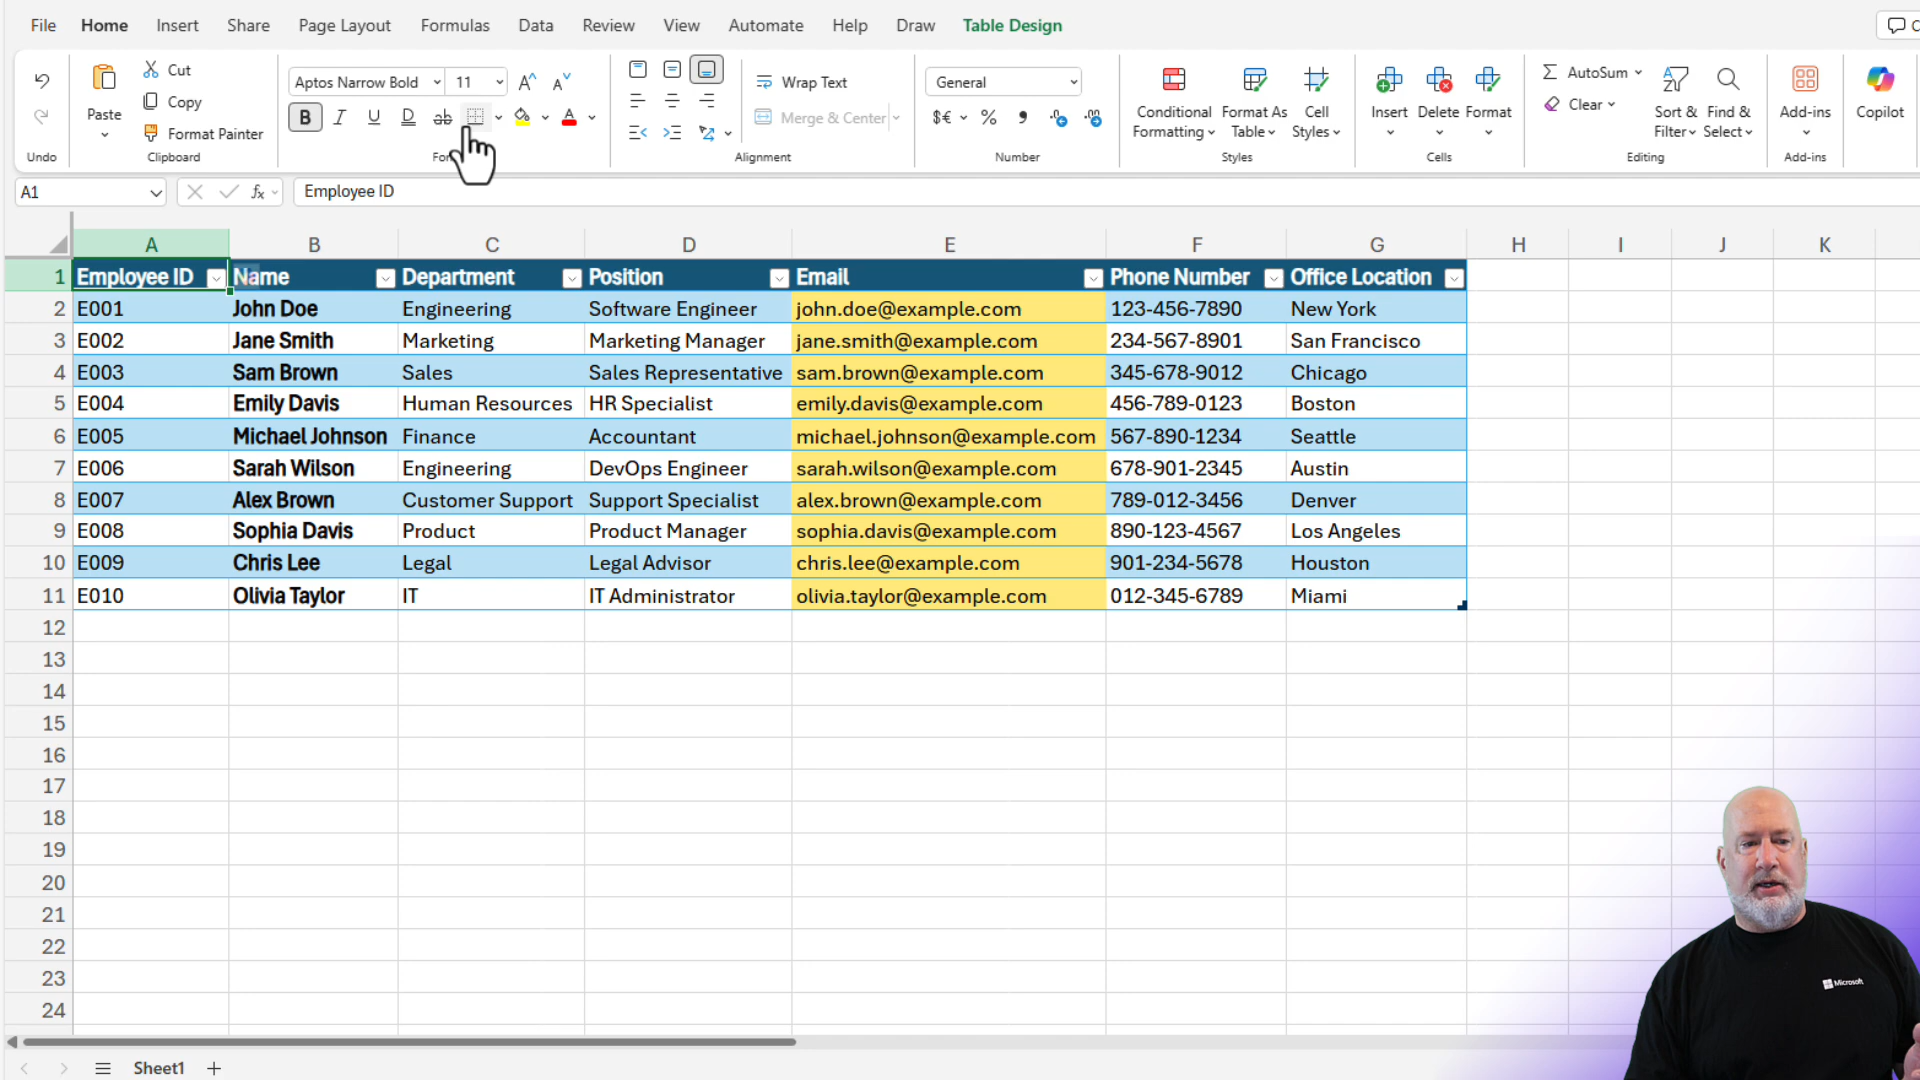 File Home Insert Share Page Layout Formulas Data Review View Automate Help Draw Table Design
Cut Aptos Narrow Bold 11 Wrap Text General AutoSum
Paste Copy Merge & Center Conditional Formatting Format As Table Cell Styles Insert Delete Format Clear Sort & Filter Find & Select Add-ins Copilot
Format Painter
Undo Clipboard Alignment Number Styles Cells Editing Add-ins
A1 fx Employee ID
A B C D E F G H I J K
1 Employee ID Name Department Position Email Phone Number Office Location
2 E001 John Doe Engineering Software Engineer john.doe@example.com 123-456-7890 New York
3 E002 Jane Smith Marketing Marketing Manager jane.smith@example.com 234-567-8901 San Francisco
4 E003 Sam Brown Sales Sales Representative sam.brown@example.com 345-678-9012 Chicago
5 E004 Emily Davis Human Resources HR Specialist emily.davis@example.com 456-789-0123 Boston
6 E005 Michael Johnson Finance Accountant michael.johnson@example.com 567-890-1234 Seattle
7 E006 Sarah Wilson Engineering DevOps Engineer sarah.wilson@example.com 678-901-2345 Austin
8 E007 Alex Brown Customer Support Support Specialist alex.brown@example.com 789-012-3456 Denver
9 E008 Sophia Davis Product Product Manager sophia.davis@example.com 890-123-4567 Los Angeles
10 E009 Chris Lee Legal Legal Advisor chris.lee@example.com 901-234-5678 Houston
11 E010 Olivia Taylor IT IT Administrator olivia.taylor@example.com 012-345-6789 Miami
12
13
14
15
16
17
18
19
20
21
22
23
24
Microsoft
Sheet1